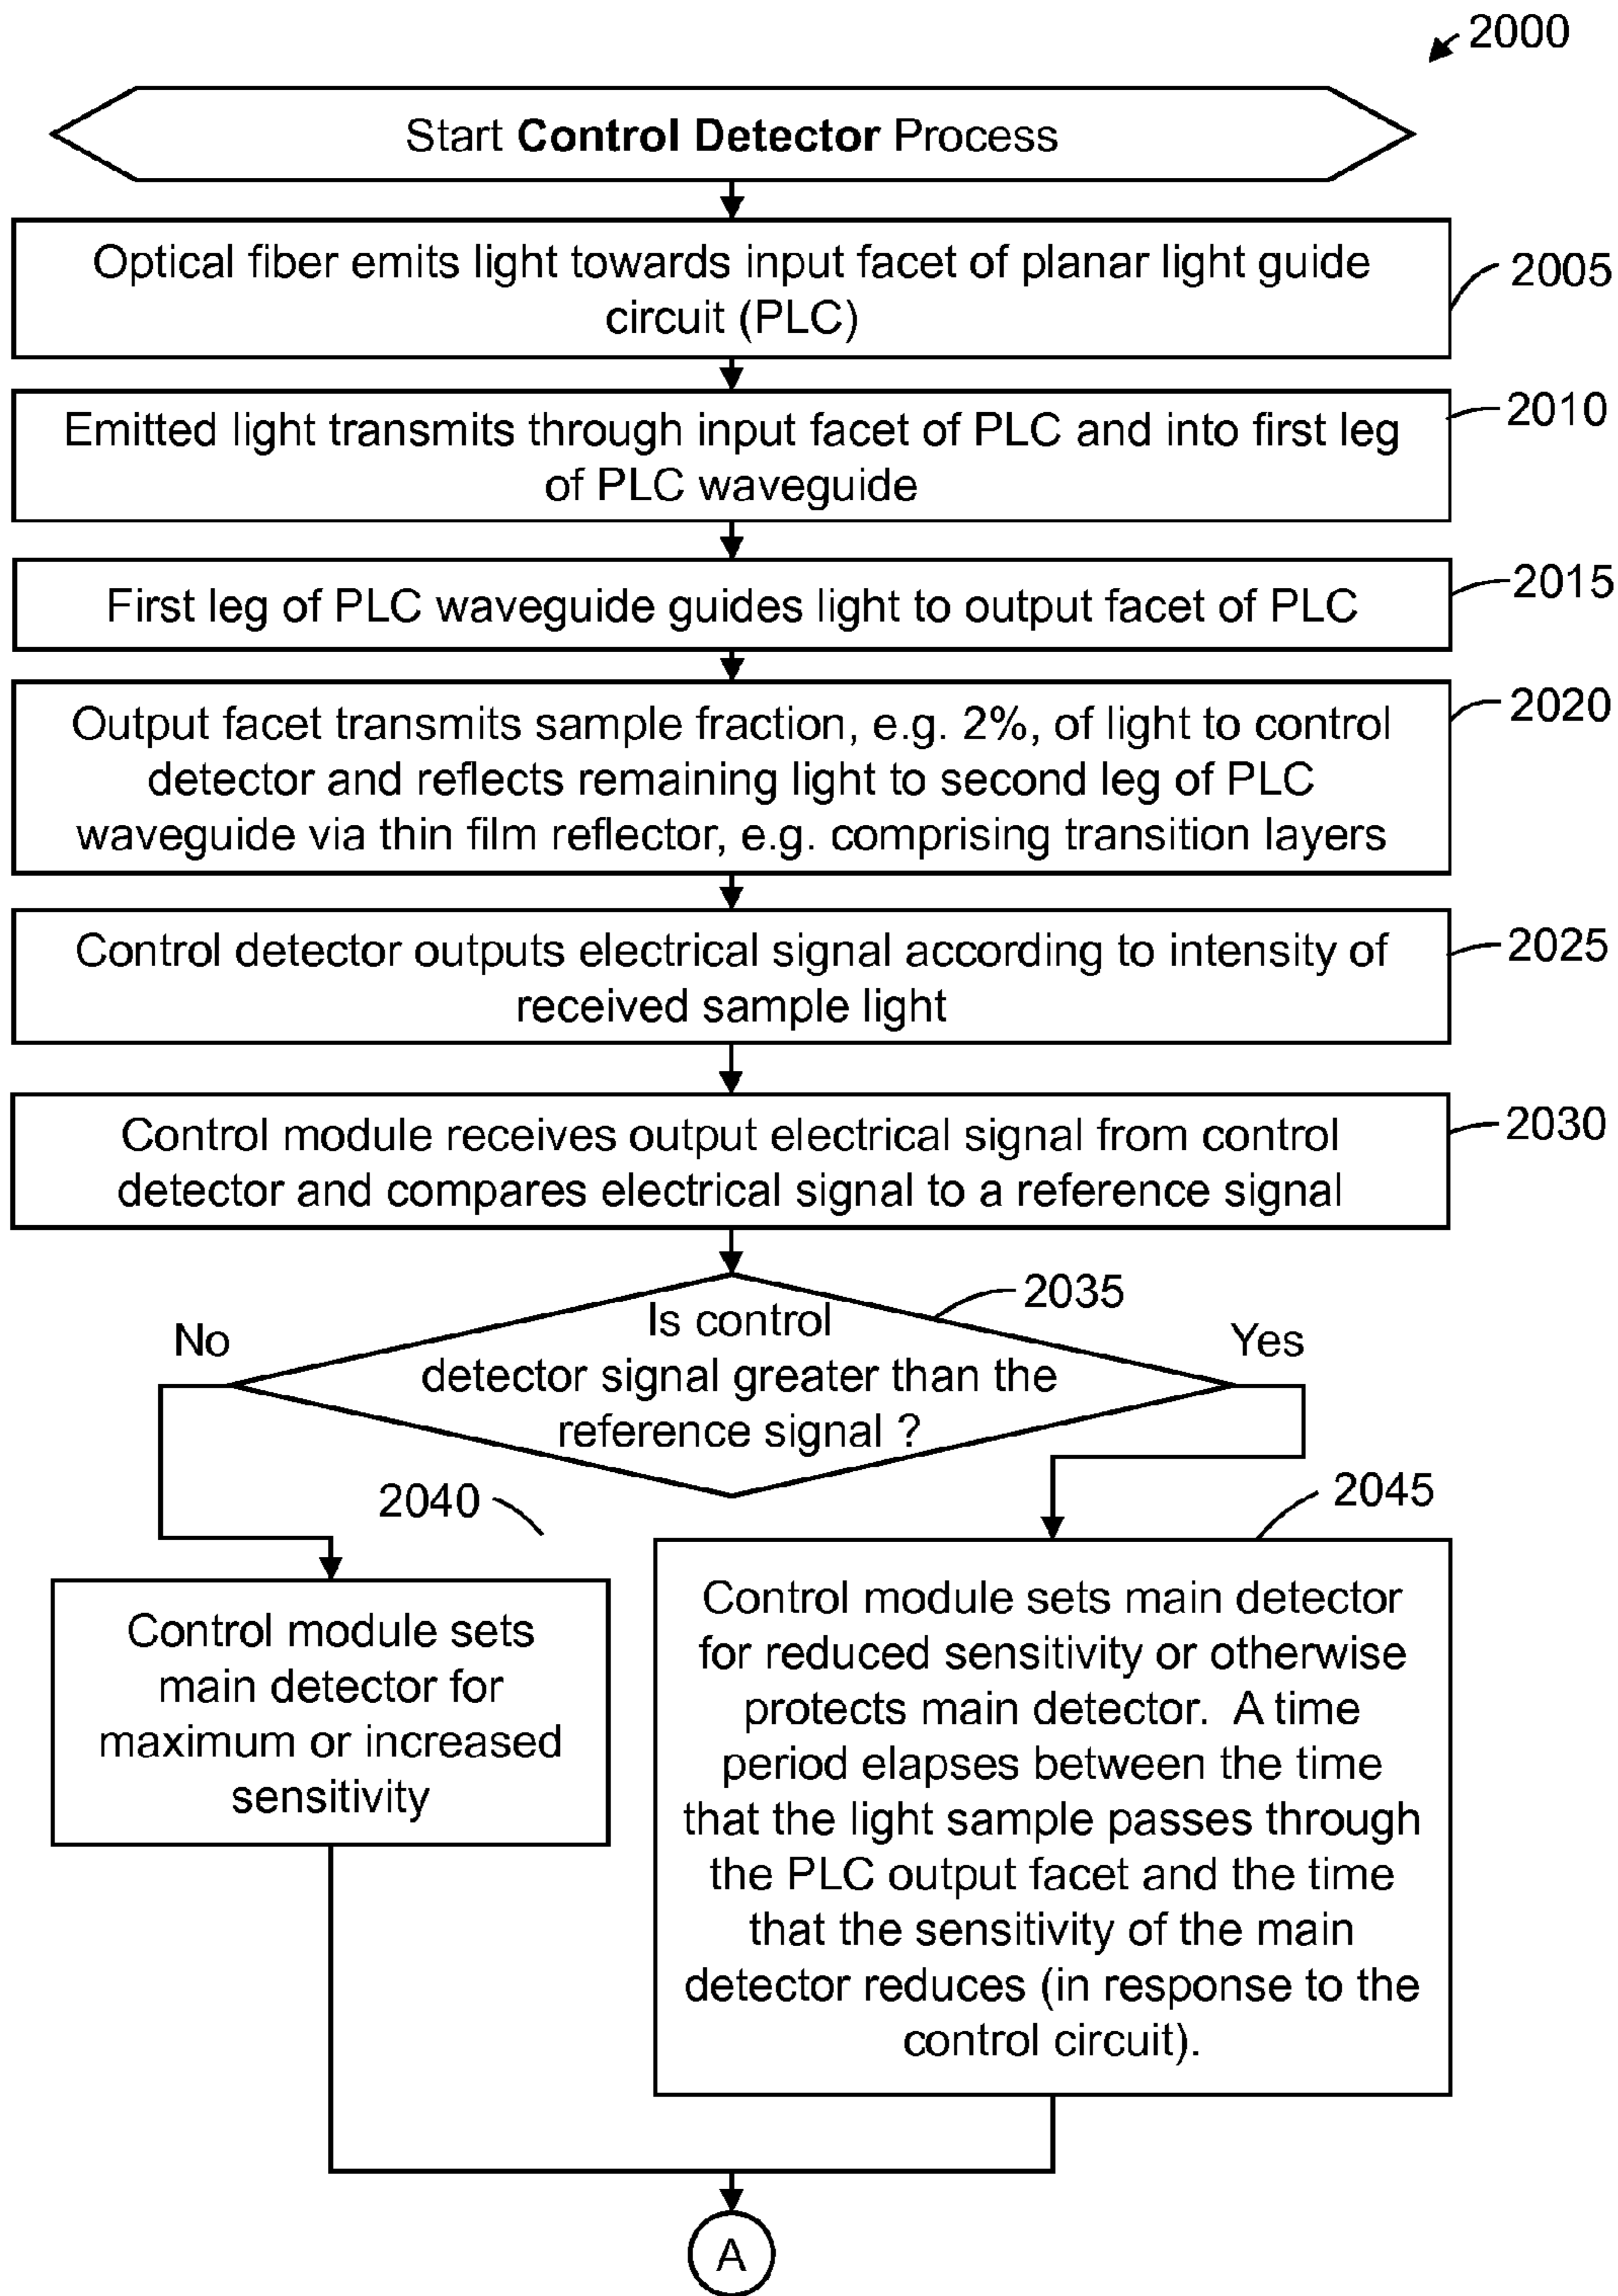 2000
Start Control Detector Process
Optical fiber emits light towards input facet of planar light guide
circuit (PLC)
2005
Emitted light transmits through input facet of PLC and into first leg
of PLC waveguide
2010
First leg of PLC waveguide guides light to output facet of PLC
2015
Output facet transmits sample fraction, e.g. 2%, of light to control
detector and reflects remaining light to second leg of PLC
waveguide via thin film reflector, e.g. comprising transition layers
2020
Control detector outputs electrical signal according to intensity of
received sample light
2025
Control module receives output electrical signal from control
detector and compares electrical signal to a reference signal
2030
Is control
detector signal greater than the
reference signal ?
2035
No
Yes
2040
Control module sets
main detector for
maximum or increased
sensitivity
2045
Control module sets main detector
for reduced sensitivity or otherwise
protects main detector. A time
period elapses between the time
that the light sample passes through
the PLC output facet and the time
that the sensitivity of the main
detector reduces (in response to the
control circuit).
A